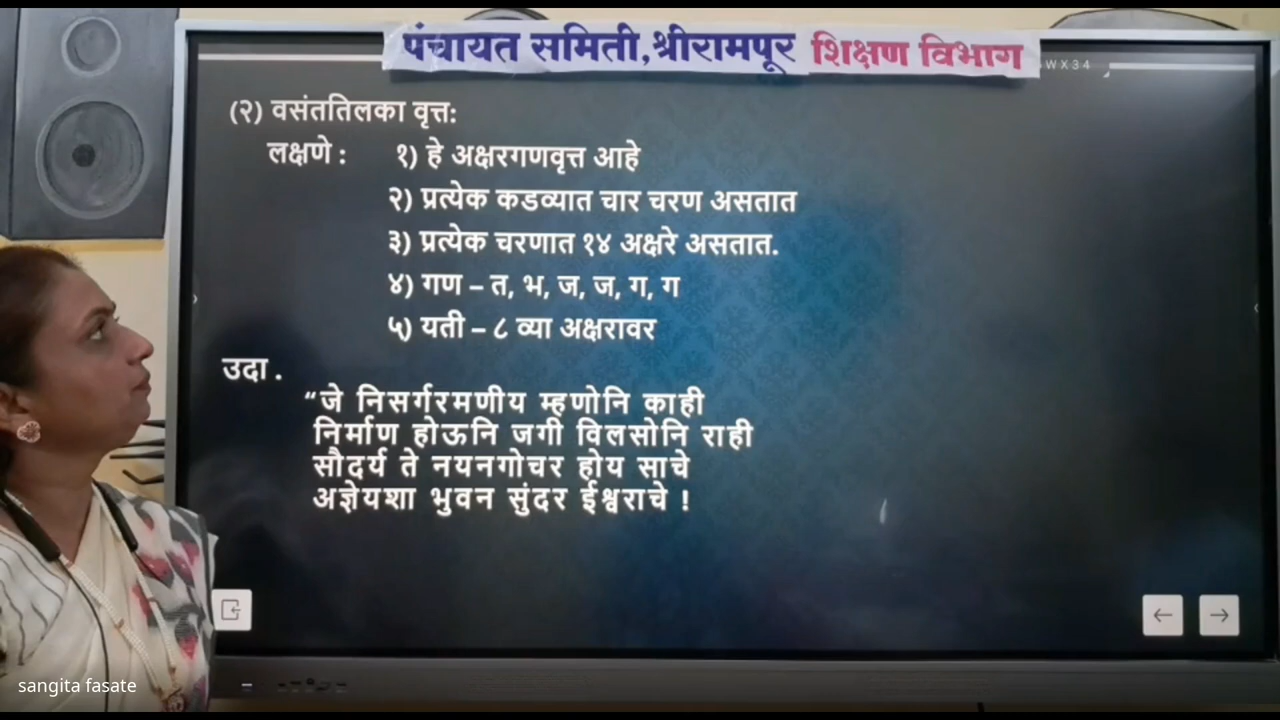 पंचायत समिती,श्रीरामपूर शिक्षण विभाग
WX34
(२) वसंततिलका वृत्त:
लक्षणे : १) हे अक्षरगणवृत्त आहे
२) प्रत्येक कडव्यात चार चरण असतात
३) प्रत्येक चरणात १४ अक्षरे असतात.
४) गण – त, भ, ज, ज, ग, ग
५) यती – ८ व्या अक्षरावर
उदा .
“जे निसर्गरमणीय म्हणोनि काही
निर्माण होऊनि जगी विलसोनि राही
सौदर्य ते नयनगोचर होय साचे
अज्ञेयशा भुवन सुंदर ईश्वराचे !
sangita fasate